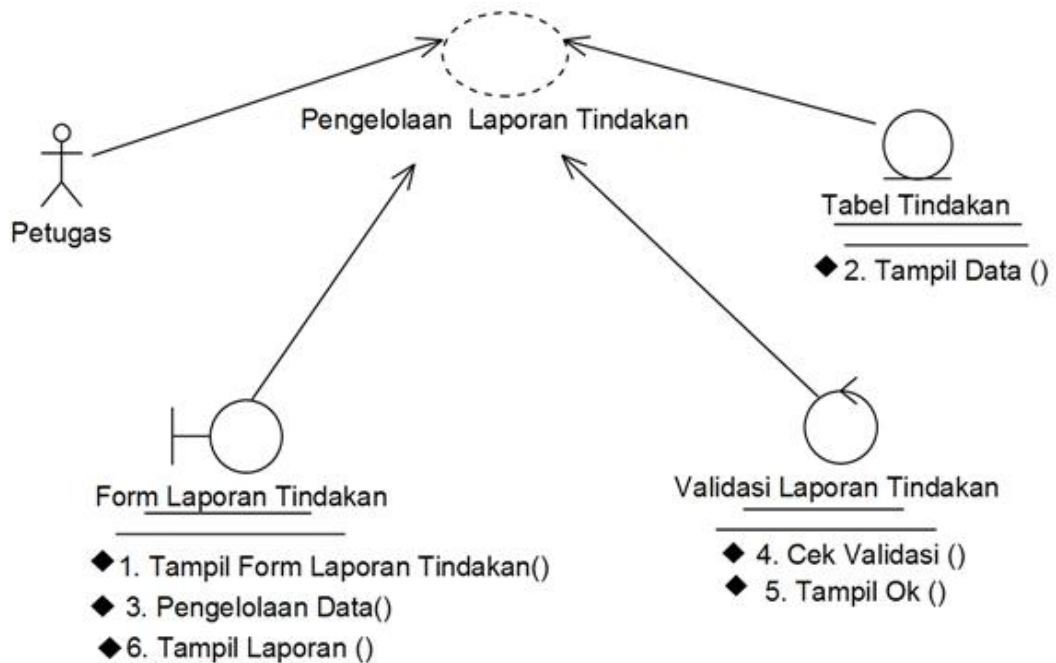 Pengelolaan Laporan Tindakan
Petugas
Tabel Tindakan
2. Tampil Data ()
Form Laporan Tindakan
1. Tampil Form Laporan Tindakan()
3. Pengelolaan Data()
6. Tampil Laporan ()
Validasi Laporan Tindakan
4. Cek Validasi ()
5. Tampil Ok ()